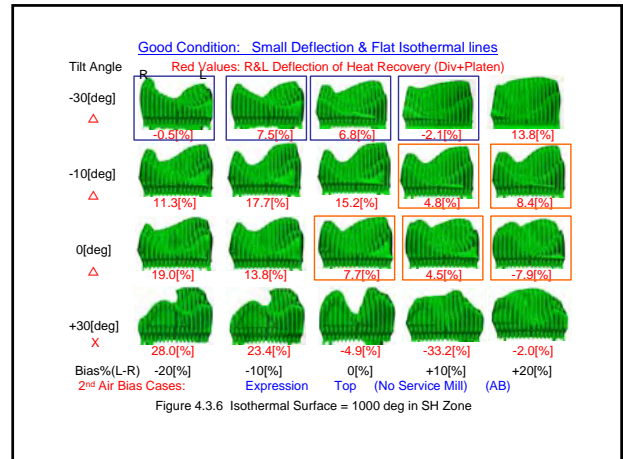 Good Condition: Small Deflection & Flat Isothermal lines
Tilt Angle Red Values: R&L Deflection of Heat Recovery (Div+Platen)
R L
-30[deg]
△
-0.5[%] 7.5[%] 6.8[%] -2.1[%] 13.8[%]
-10[deg]
△
11.3[%] 17.7[%] 15.2[%] 4.8[%] 8.4[%]
0[deg]
△
19.0[%] 13.8[%] 7.7[%] 4.5[%] -7.9[%]
+30[deg]
X
28.0[%] 23.4[%] -4.9[%] -33.2[%] -2.0[%]
Bias%(L-R) -20[%] -10[%] 0[%] +10[%] +20[%]
2nd Air Bias Cases: Expression Top (No Service Mill) (AB)
Figure 4.3.6 Isothermal Surface = 1000 deg in SH Zone